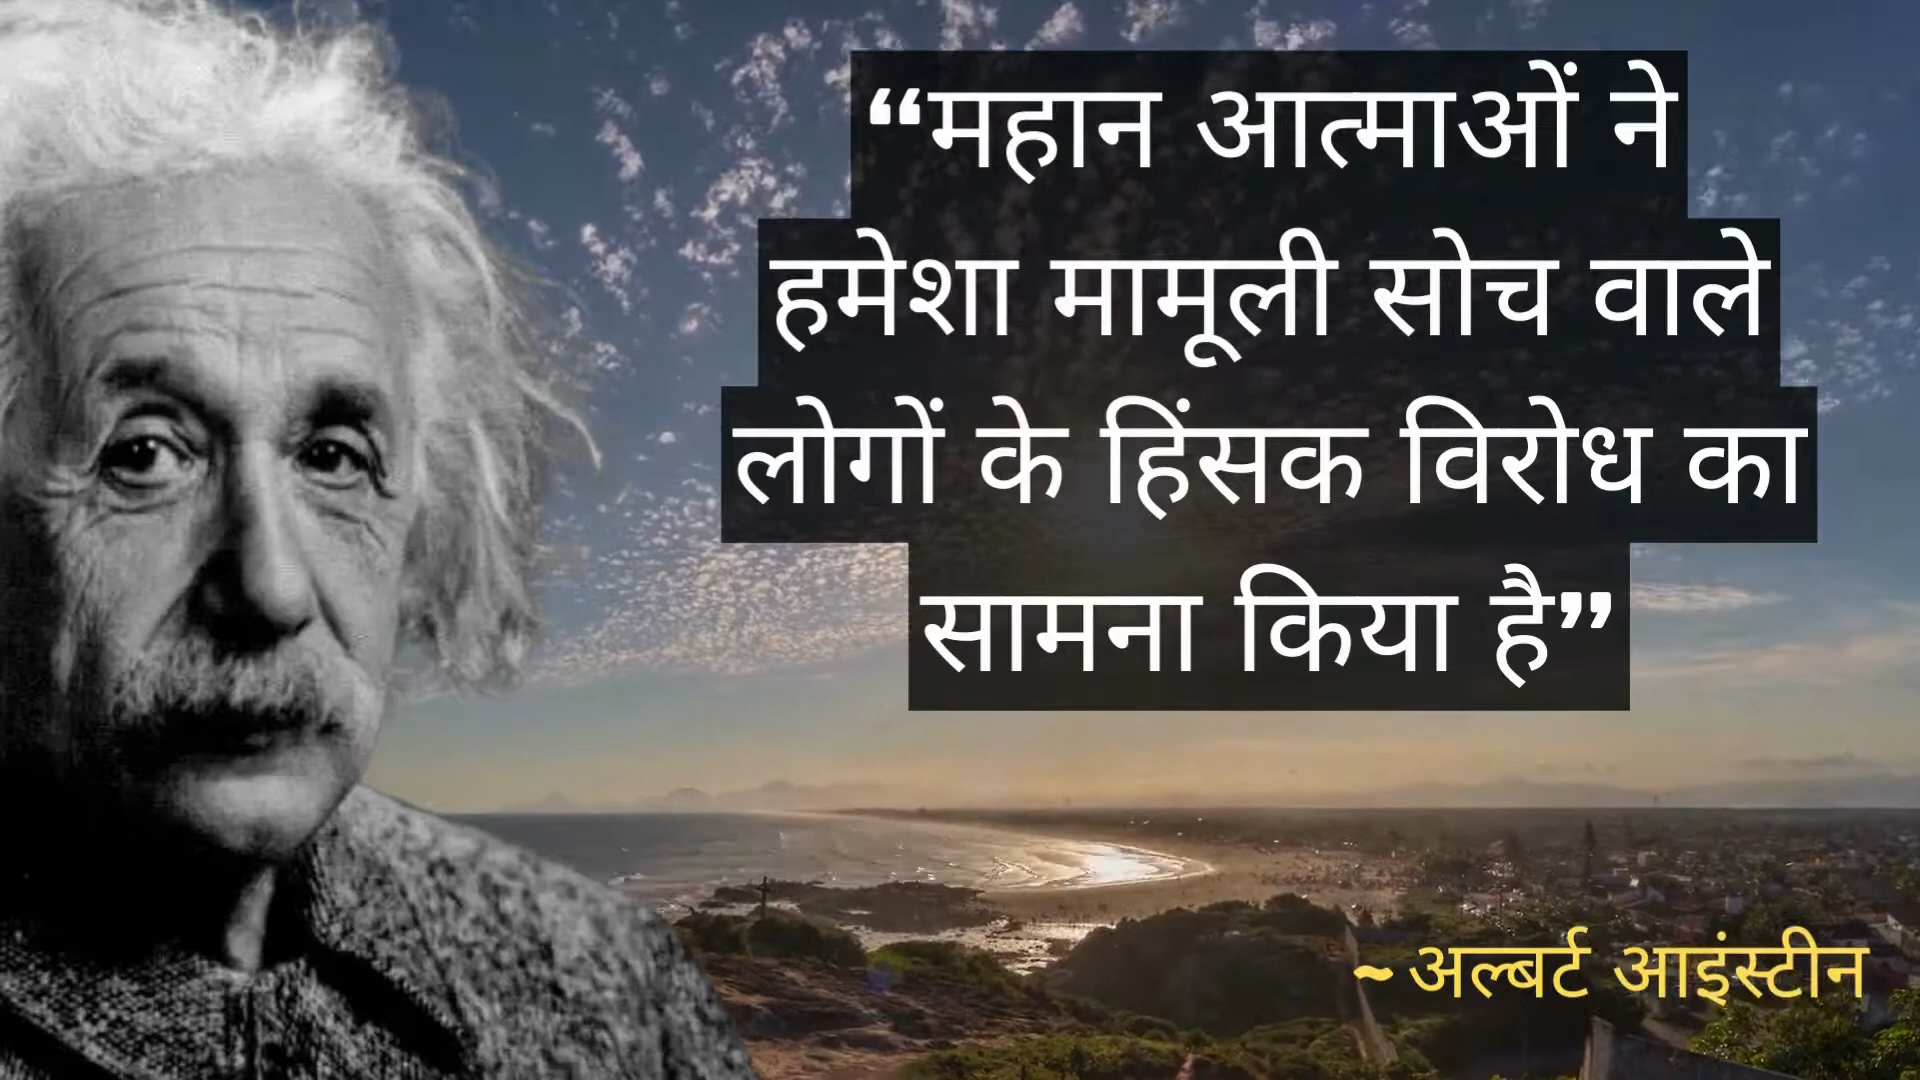 ❝महान आत्माओं ने
हमेशा मामूली सोच वाले
लोगों के हिंसक विरोध का
सामना किया है❞
~ अल्बर्ट आइंस्टीन